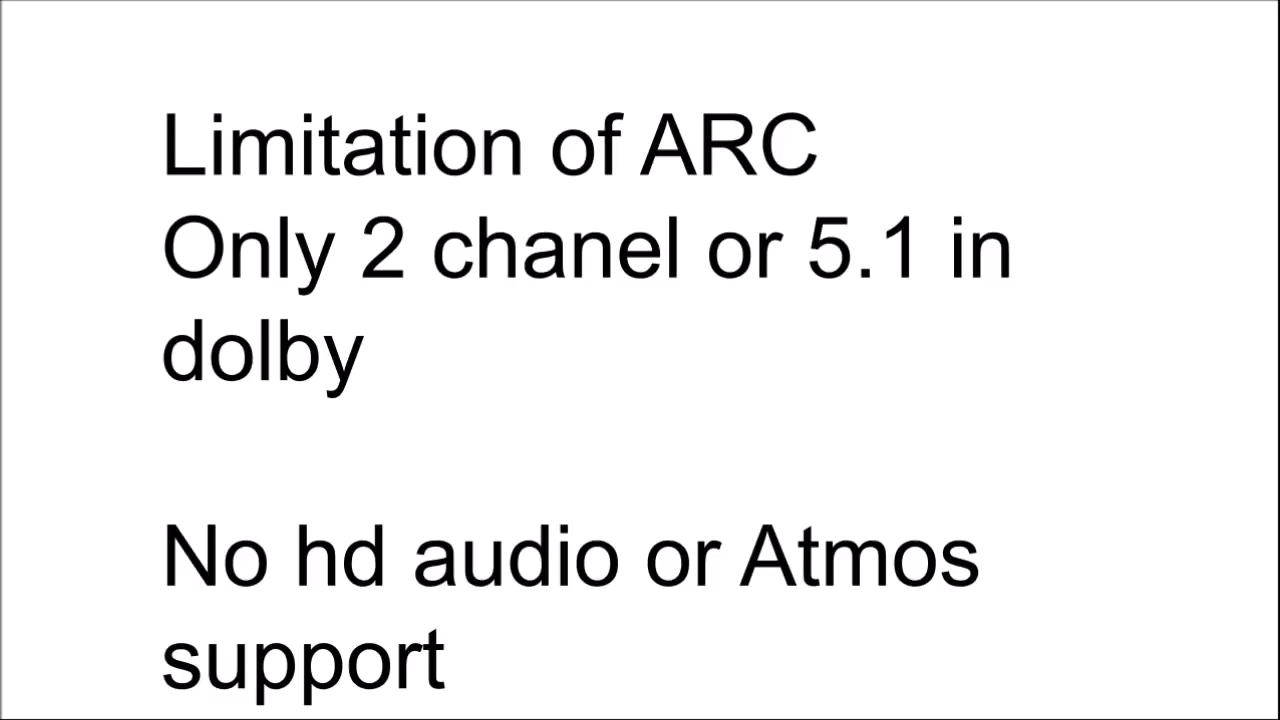 Limitation of ARC
Only 2 chanel or 5.1 in
dolby
No hd audio or Atmos
support